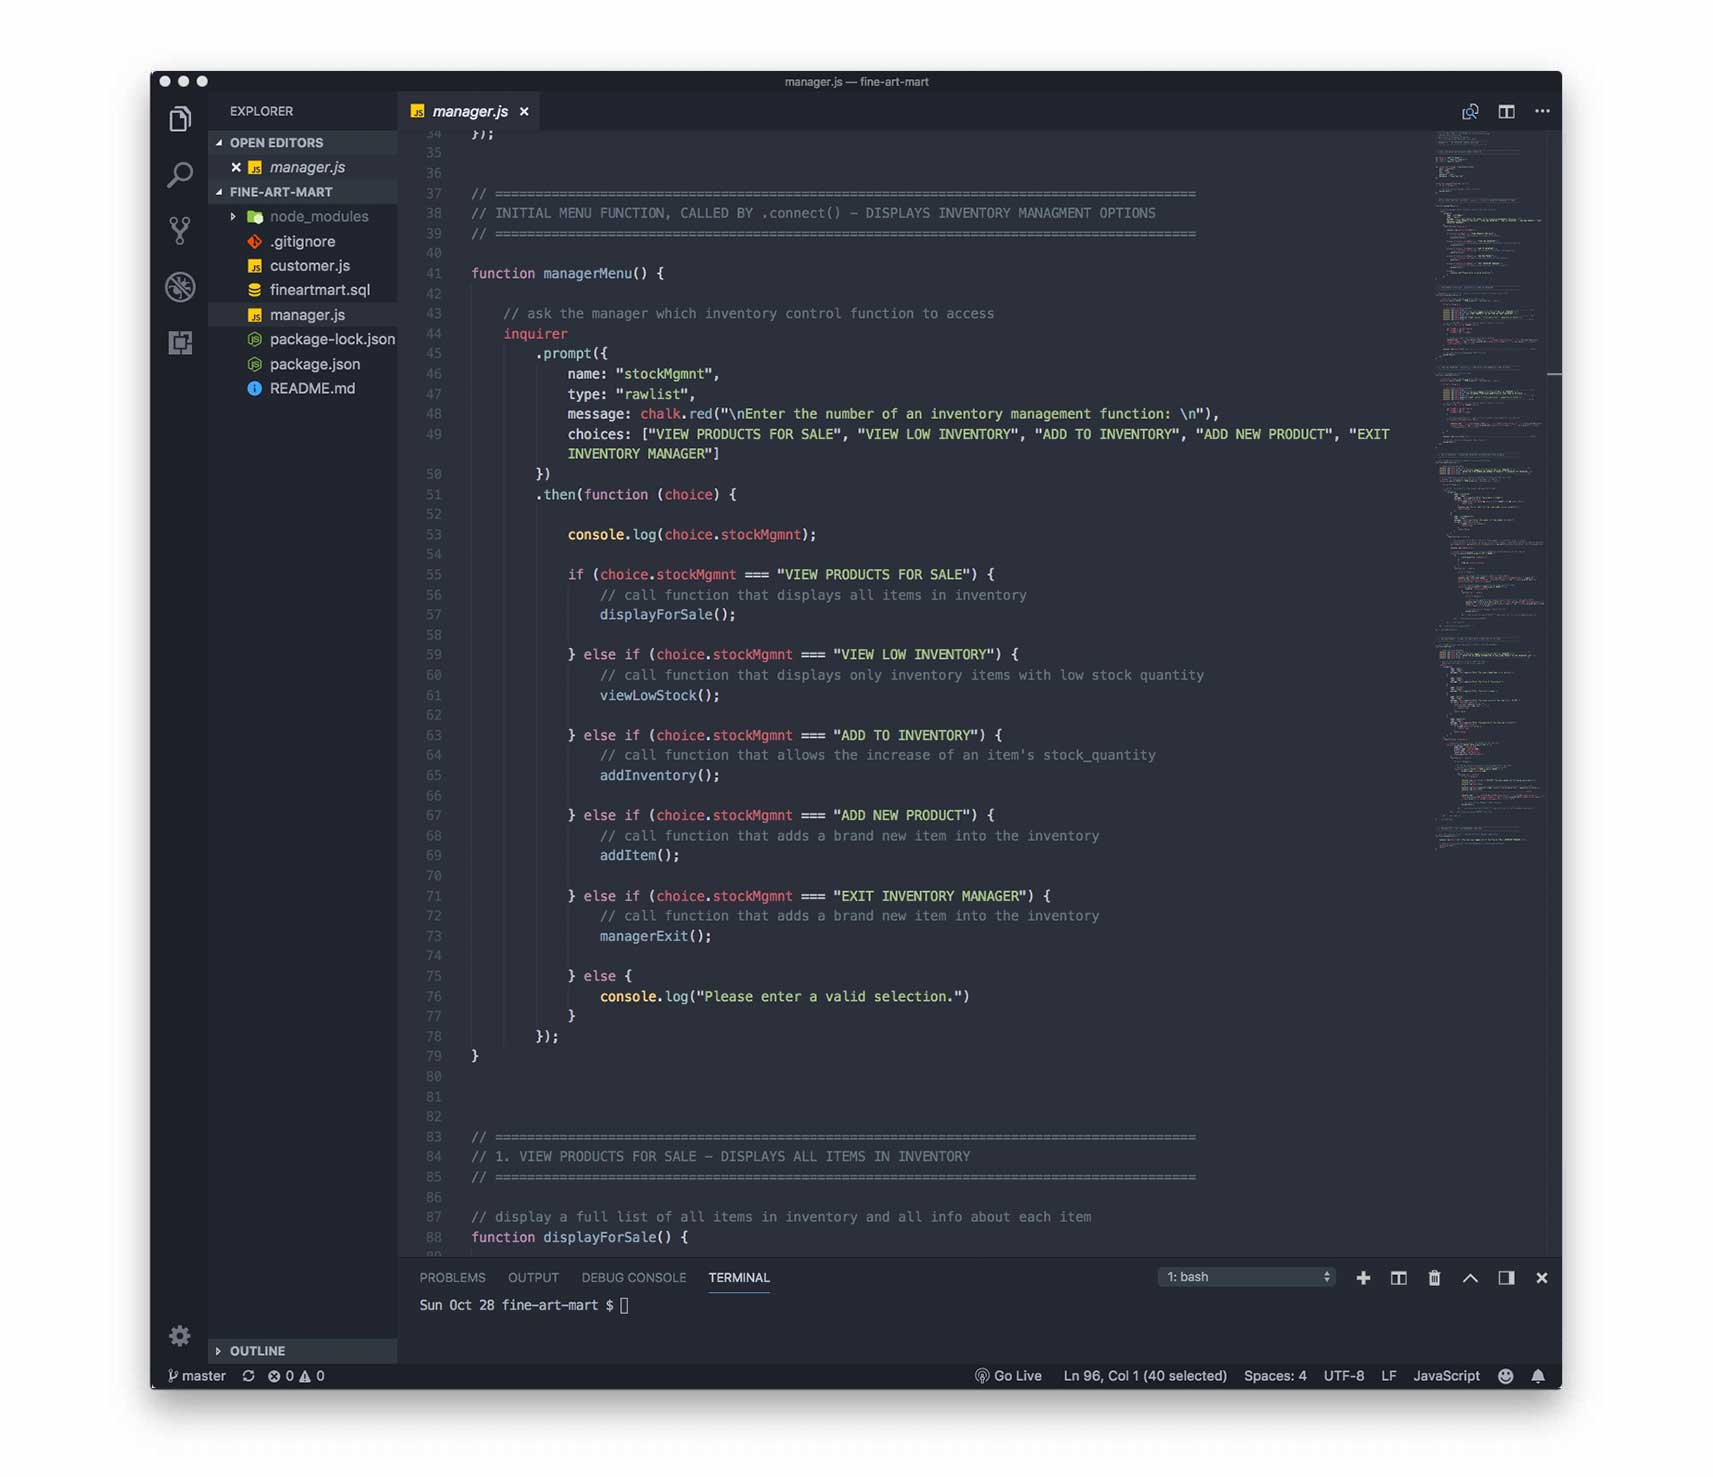 manager.js — fine-art-mart
EXPLORER
OPEN EDITORS
manager.js
FINE-ART-MART
node_modules
.gitignore
customer.js
fineartmart.sql
manager.js
package-lock.json
package.json
README.md
OUTLINE
manager.js
34 });
35
36
37 // =======================================================================================
38 // INITIAL MENU FUNCTION, CALLED BY .connect() – DISPLAYS INVENTORY MANAGMENT OPTIONS
39 // =======================================================================================
40
41 function managerMenu() {
42
43 // ask the manager which inventory control function to access
44 inquirer
45 .prompt({
46 name: "stockMgmnt",
47 type: "rawlist",
48 message: chalk.red("\nEnter the number of an inventory management function: \n"),
49 choices: ["VIEW PRODUCTS FOR SALE", "VIEW LOW INVENTORY", "ADD TO INVENTORY", "ADD NEW PRODUCT", "EXIT
INVENTORY MANAGER"]
50 })
51 .then(function (choice) {
52
53 console.log(choice.stockMgmnt);
54
55 if (choice.stockMgmnt === "VIEW PRODUCTS FOR SALE") {
56 // call function that displays all items in inventory
57 displayForSale();
58
59 } else if (choice.stockMgmnt === "VIEW LOW INVENTORY") {
60 // call function that displays only inventory items with low stock quantity
61 viewLowStock();
62
63 } else if (choice.stockMgmnt === "ADD TO INVENTORY") {
64 // call function that allows the increase of an item's stock_quantity
65 addInventory();
66
67 } else if (choice.stockMgmnt === "ADD NEW PRODUCT") {
68 // call function that adds a brand new item into the inventory
69 addItem();
70
71 } else if (choice.stockMgmnt === "EXIT INVENTORY MANAGER") {
72 // call function that adds a brand new item into the inventory
73 managerExit();
74
75 } else {
76 console.log("Please enter a valid selection.")
77 }
78 });
79 }
80
81
82
83 // =======================================================================================
84 // 1. VIEW PRODUCTS FOR SALE – DISPLAYS ALL ITEMS IN INVENTORY
85 // =======================================================================================
86
87 // display a full list of all items in inventory and all info about each item
88 function displayForSale() {
89
PROBLEMS OUTPUT DEBUG CONSOLE TERMINAL 1: bash
Sun Oct 28 fine-art-mart $
master 0 0 Go Live Ln 96, Col 1 (40 selected) Spaces: 4 UTF-8 LF JavaScript